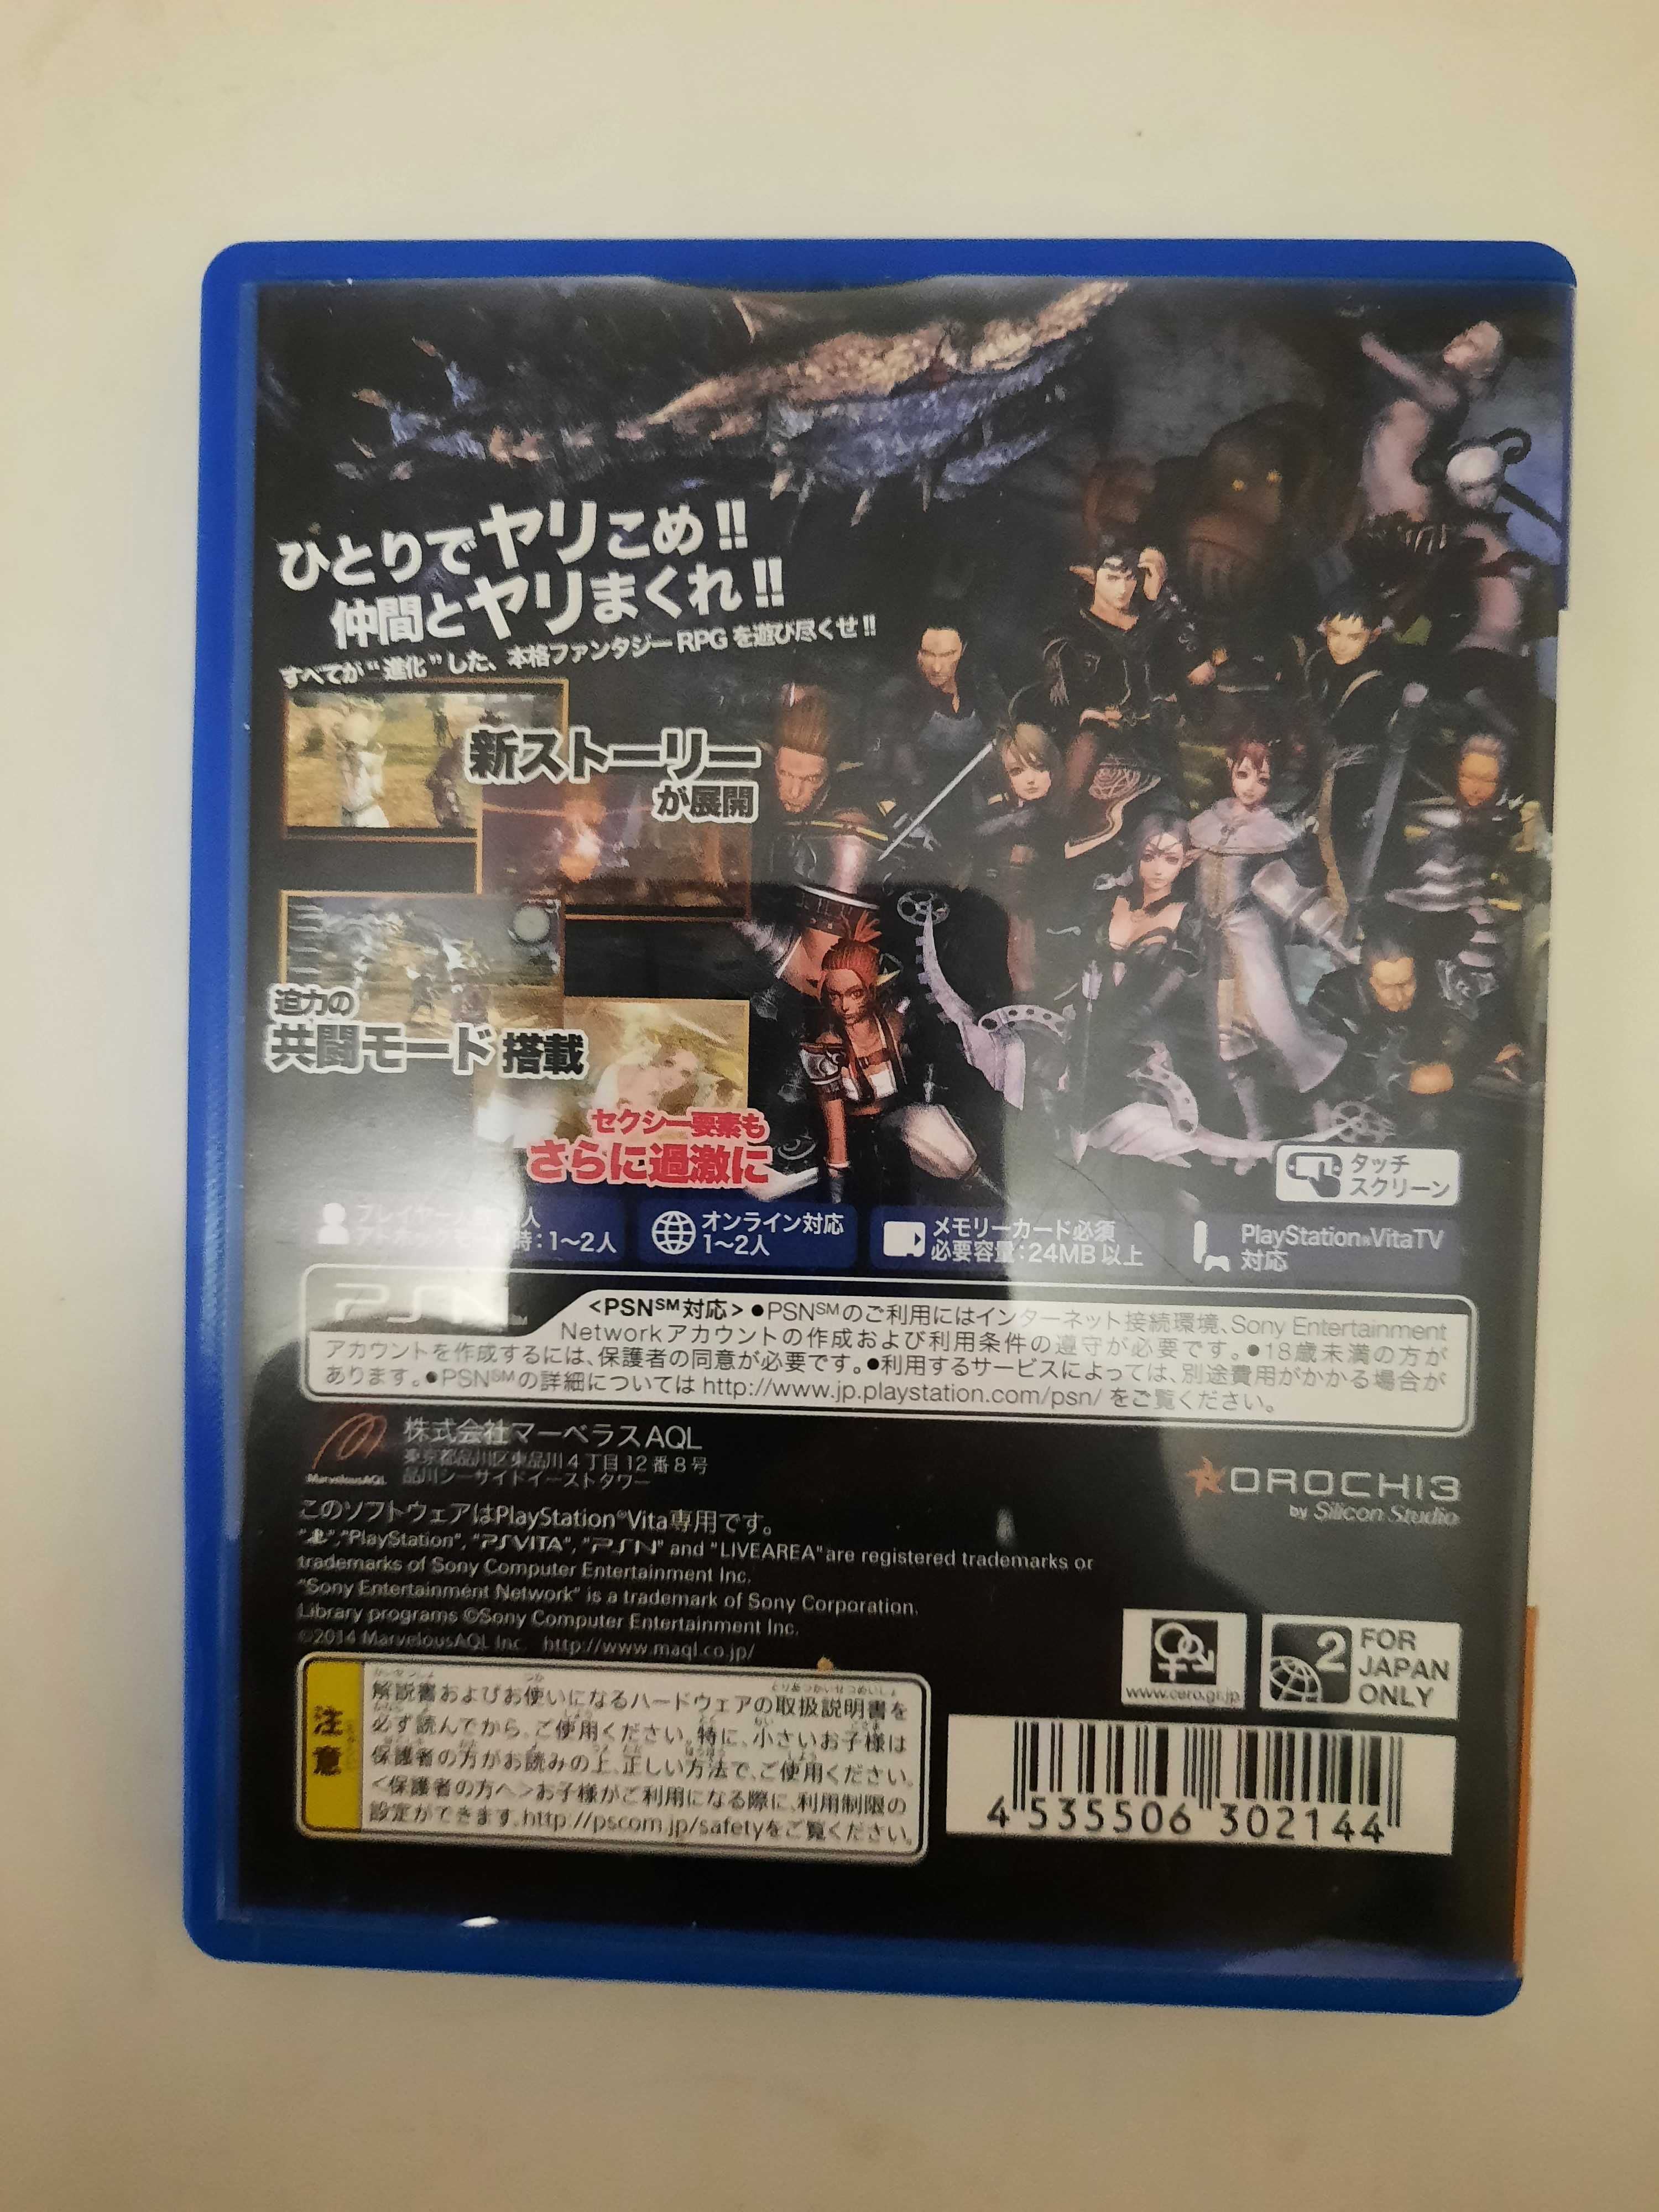 ひとりでヤリこめ!!
仲間とヤリまくれ!!
すべてが“進化”した、本格ファンタジーRPGを遊び尽くせ!!
新ストーリー
が展開
迫力の
共闘モード搭載
セクシー要素も
さらに過激に
タッチ
スクリーン
プレイヤー 人
アドホック 時:1〜2人
オンライン対応
1〜2人
メモリーカード必須
必要容量:24MB以上
PlayStation®VitaTV
対応
PSN SM
<PSN℠対応> ●PSN℠のご利用にはインターネット接続環境、Sony Entertainment
Networkアカウントの作成および利用条件の遵守が必要です。●18歳未満の方が
アカウントを作成するには、保護者の同意が必要です。●利用するサービスによっては、別途費用がかかる場合が
あります。●PSN℠の詳細については http://www.jp.playstation.com/psn/ をご覧ください。
MarvelousAQL
株式会社マーベラスAQL
東京都品川区東品川4丁目12番8号
品川シーサイドイーストタワー
OROCHI3
by Silicon Studio
このソフトウェアはPlayStation®Vita専用です。
"PlayStation", "PSVITA", "PSN" and "LIVEAREA" are registered trademarks or
trademarks of Sony Computer Entertainment Inc.
"Sony Entertainment Network" is a trademark of Sony Corporation.
Library programs ©Sony Computer Entertainment Inc.
©2014 MarvelousAQL Inc. http://www.maql.co.jp/
www.cero.gr.jp
2
FOR
JAPAN
ONLY
注意
解説書およびお使いになるハードウェアの取扱説明書を
必ず読んでから、ご使用ください。特に、小さいお子様は
保護者の方がお読みの上、正しい方法で、ご使用ください。
<保護者の方へ>お子様がご利用になる際に、利用制限の
設定ができます。http://pscom.jp/safetyをご覧ください。
4 535506 302144